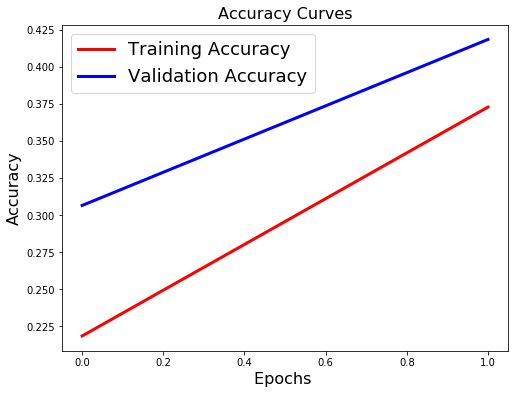 Accuracy Curves
Training Accuracy
Validation Accuracy
Accuracy
0.425
0.400
0.375
0.350
0.325
0.300
0.275
0.250
0.225
0.0 0.2 0.4 0.6 0.8 1.0
Epochs